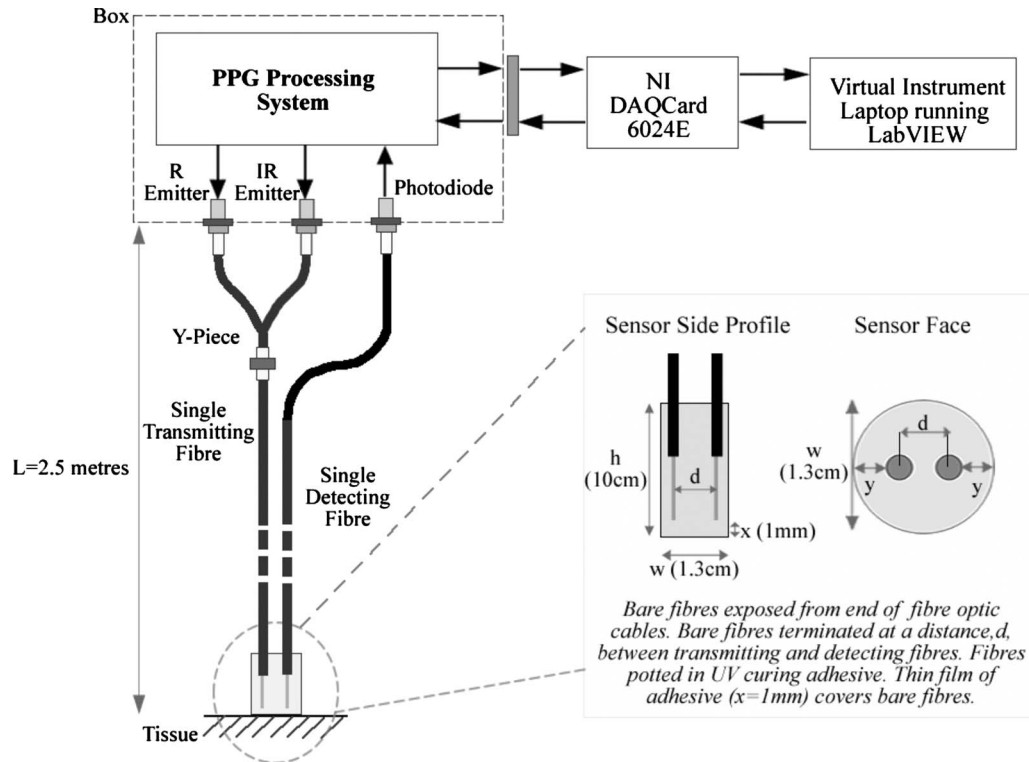 Box
PPG Processing
System
NI
DAQCard
6024E
Virtual Instrument
Laptop running
LabVIEW
R
Emitter
IR
Emitter
Photodiode
Y-Piece
Single
Transmitting
Fibre
L=2.5 metres
Single
Detecting
Fibre
Tissue
Sensor Side Profile
h
(10cm)
d
x (1mm)
w (1.3cm)
Sensor Face
w
(1.3cm)
d
y
y
Bare fibres exposed from end of fibre optic
cables. Bare fibres terminated at a distance,d,
between transmitting and detecting fibres. Fibres
potted in UV curing adhesive. Thin film of
adhesive (x=1mm) covers bare fibres.